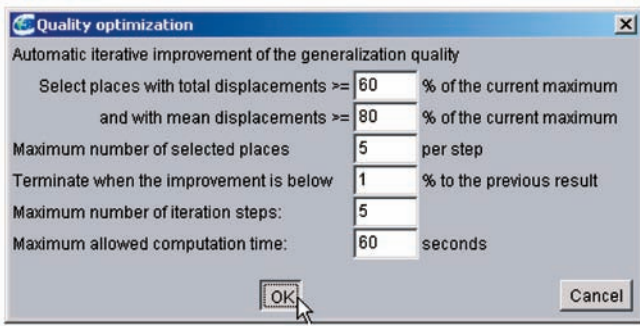 Quality optimization
Automatic iterative improvement of the generalization quality
Select places with total displacements >= 60 % of the current maximum
and with mean displacements >= 80 % of the current maximum
Maximum number of selected places 5 per step
Terminate when the improvement is below 1 % to the previous result
Maximum number of iteration steps: 5
Maximum allowed computation time: 60 seconds
OK Cancel